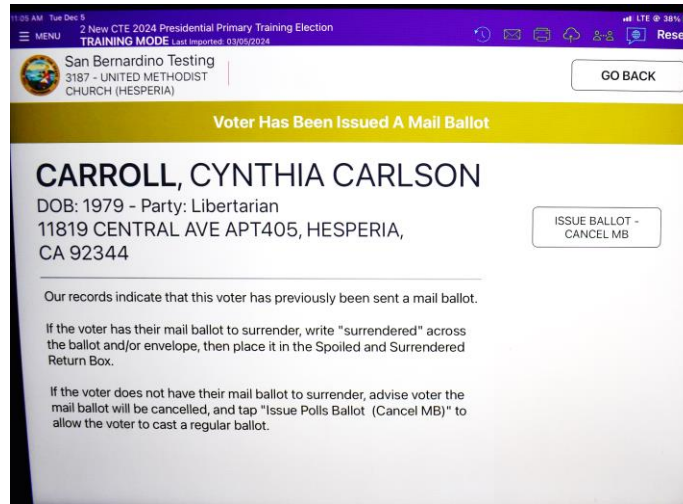 11:05 AM Tue Dec 5
LTE @ 38%
MENU
2 New CTE 2024 Presidential Primary Training Election
TRAINING MODE Last Imported: 03/05/2024
Rese
San Bernardino Testing
3187 - UNITED METHODIST
CHURCH (HESPERIA)
GO BACK
Voter Has Been Issued A Mail Ballot
CARROLL, CYNTHIA CARLSON
DOB: 1979 - Party: Libertarian
11819 CENTRAL AVE APT405, HESPERIA,
CA 92344
ISSUE BALLOT -
CANCEL MB
Our records indicate that this voter has previously been sent a mail ballot.
If the voter has their mail ballot to surrender, write "surrendered" across
the ballot and/or envelope, then place it in the Spoiled and Surrendered
Return Box.
If the voter does not have their mail ballot to surrender, advise voter the
mail ballot will be cancelled, and tap "Issue Polls Ballot (Cancel MB)" to
allow the voter to cast a regular ballot.